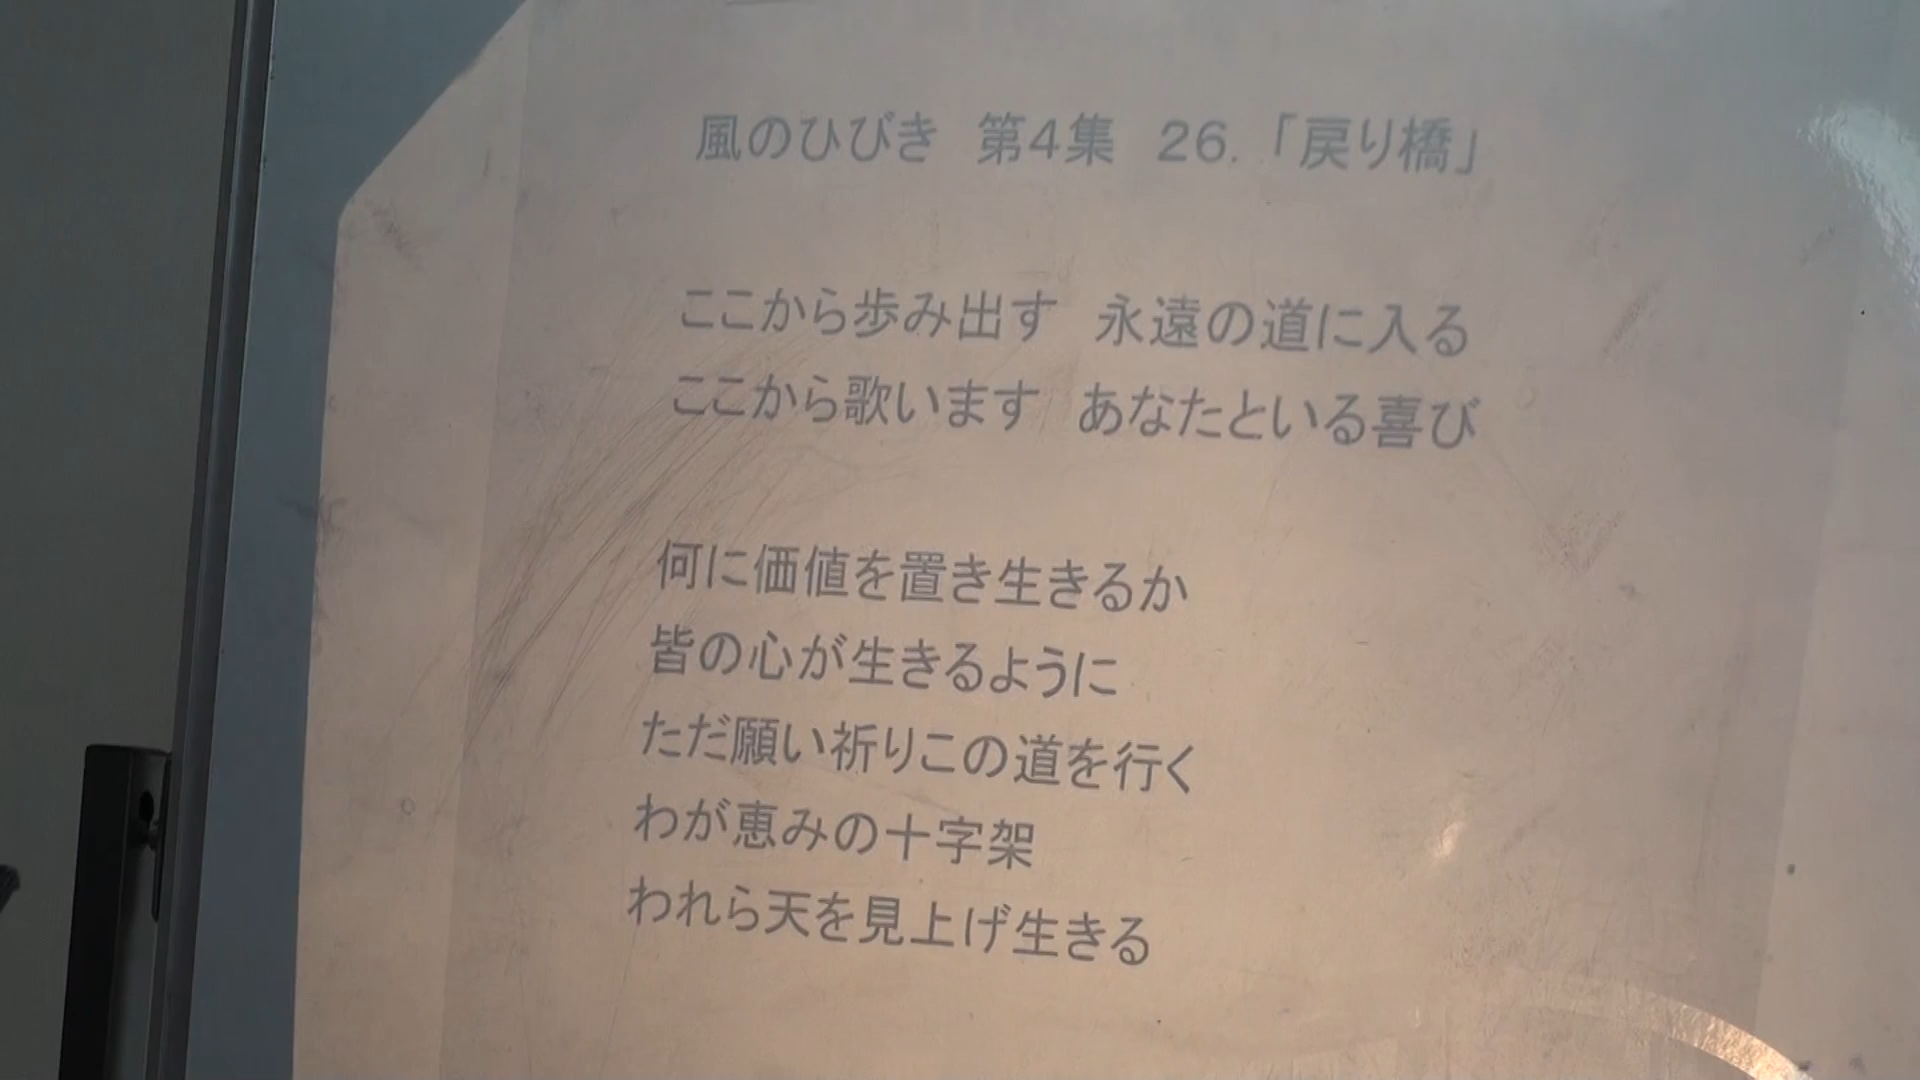 風のひびき　第4集　26.「戻り橋」
ここから歩み出す　永遠の道に入る
ここから歌います　あなたといる喜び
何に価値を置き生きるか
皆の心が生きるように
ただ願い祈りこの道を行く
わが恵みの十字架
われら天を見上げ生きる